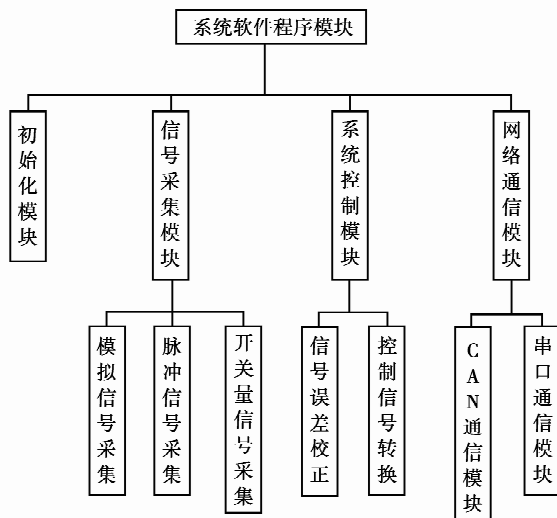 系统软件程序模块
初始化模块
信号采集模块
系统控制模块
网络通信模块
模拟信号采集
脉冲信号采集
开关量信号采集
信号误差校正
控制信号转换
CAN通信模块
串口通信模块